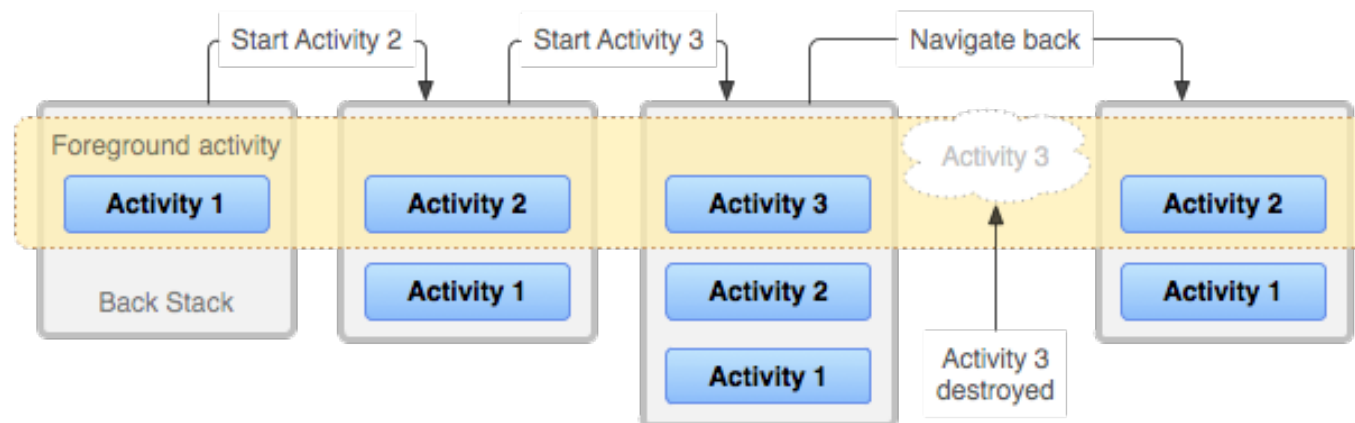 Start Activity 2
Start Activity 3
Navigate back
Foreground activity
Activity 1
Back Stack
Activity 2
Activity 1
Activity 3
Activity 2
Activity 1
Activity 3
Activity 3
destroyed
Activity 2
Activity 1